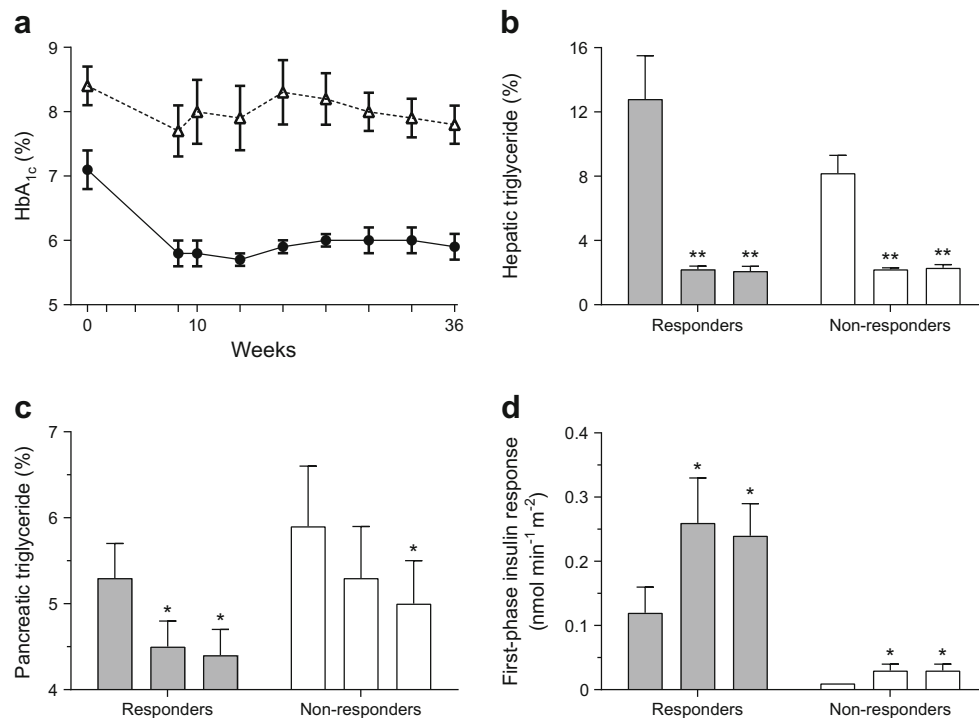 a
HbA1c (%)
9
8
7
6
5
0 10 36
Weeks
b
Hepatic triglyceride (%)
16
12
8
4
0
** ** ** **
Responders Non-responders
c
Pancreatic triglyceride (%)
7
6
5
4
* * *
Responders Non-responders
d
First-phase insulin response
(nmol min⁻¹ m⁻²)
0.4
0.3
0.2
0.1
0
* * * *
Responders Non-responders